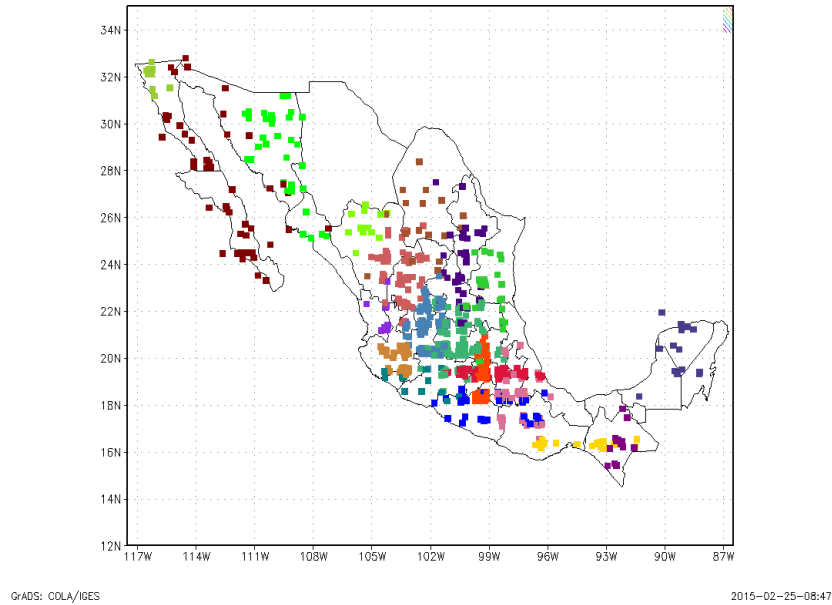 34N
32N
30N
28N
26N
24N
22N
20N
18N
16N
14N
12N
117W 114W 111W 108W 105W 102W 99W 96W 93W 90W 87W
GrADS: COLA/IGES 2015-02-25-08:47